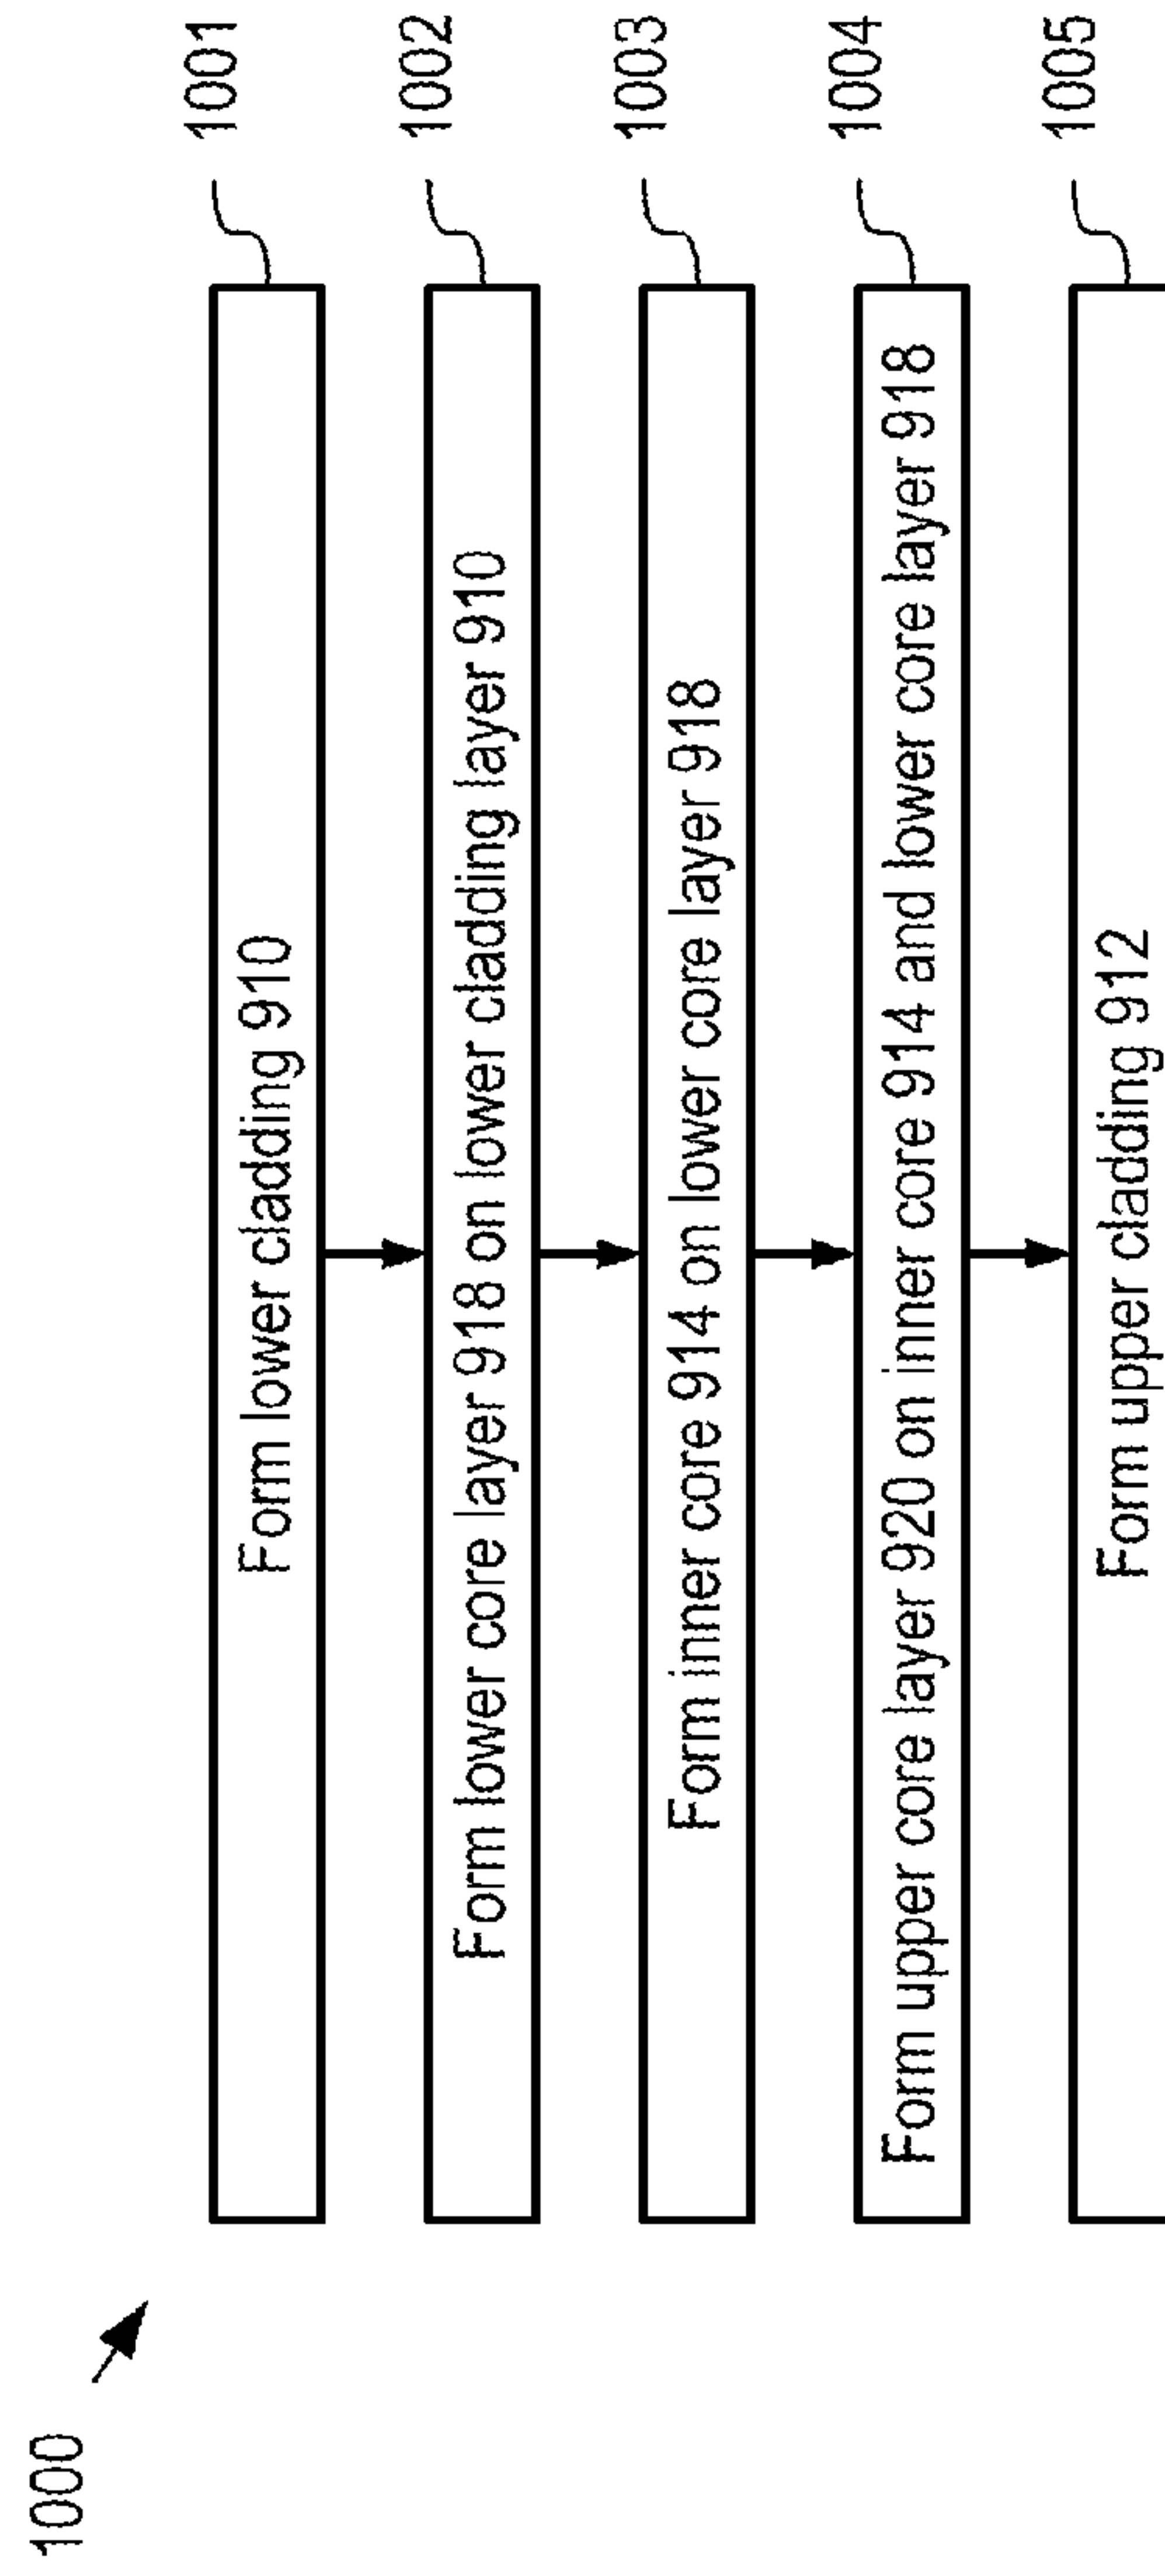 1000
Form lower cladding 910
1001
Form lower core layer 918 on lower cladding layer 910
1002
Form inner core 914 on lower core layer 918
1003
Form upper core layer 920 on inner core 914 and lower core layer 918
1004
Form upper cladding 912
1005